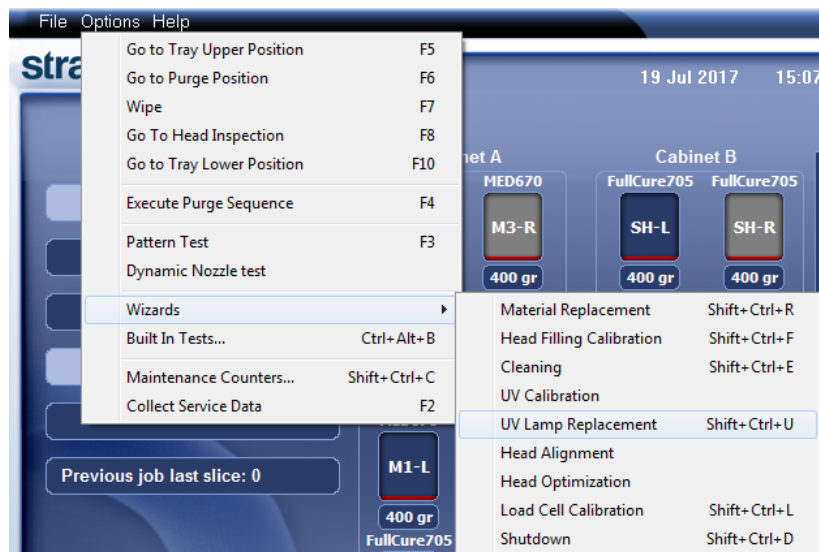 File Options Help
stra
19 Jul 2017 15:07
Go to Tray Upper Position F5
Go to Purge Position F6
Wipe F7
Go To Head Inspection F8
Go to Tray Lower Position F10
Execute Purge Sequence F4
Pattern Test F3
Dynamic Nozzle test
Wizards
Built In Tests... Ctrl+Alt+B
Maintenance Counters... Shift+Ctrl+C
Collect Service Data F2
net A Cabinet B
MED670 FullCure705 FullCure705
M3-R SH-L SH-R
400 gr 400 gr 400 gr
Material Replacement Shift+Ctrl+R
Head Filling Calibration Shift+Ctrl+F
Cleaning Shift+Ctrl+E
UV Calibration
UV Lamp Replacement Shift+Ctrl+U
Head Alignment
Head Optimization
Load Cell Calibration Shift+Ctrl+L
Shutdown Shift+Ctrl+D
Previous job last slice: 0
M1-L
400 gr
FullCure705